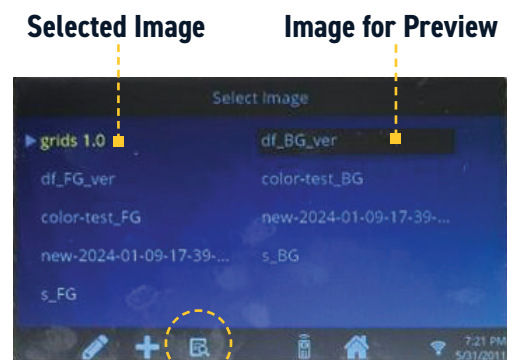 Selected Image
Image for Preview
Select Image
grids 1.0
df_BG_ver
df_FG_ver
color-test_BG
color-test_FG
new-2024-01-09-17-39-...
new-2024-01-09-17-39-...
s_BG
s_FG
7:21 PM
5/31/2011